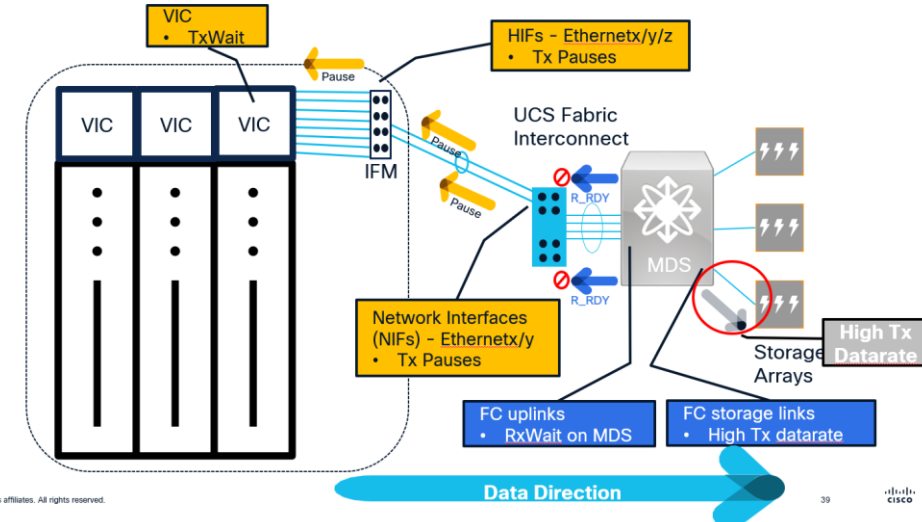 VIC
• TxWait
HIFs - Ethernetx/y/z
• Tx Pauses
Pause
VIC
VIC
VIC
IFM
UCS Fabric
Interconnect
Pause
Pause
R_RDY
MDS
R_RDY
Network Interfaces
(NIFs) - Ethernetx/y
• Tx Pauses
High Tx
Datarate
Storage
Arrays
FC uplinks
• RxWait on MDS
FC storage links
• High Tx datarate
Data Direction
s affiliates. All rights reserved.
39
CISCO